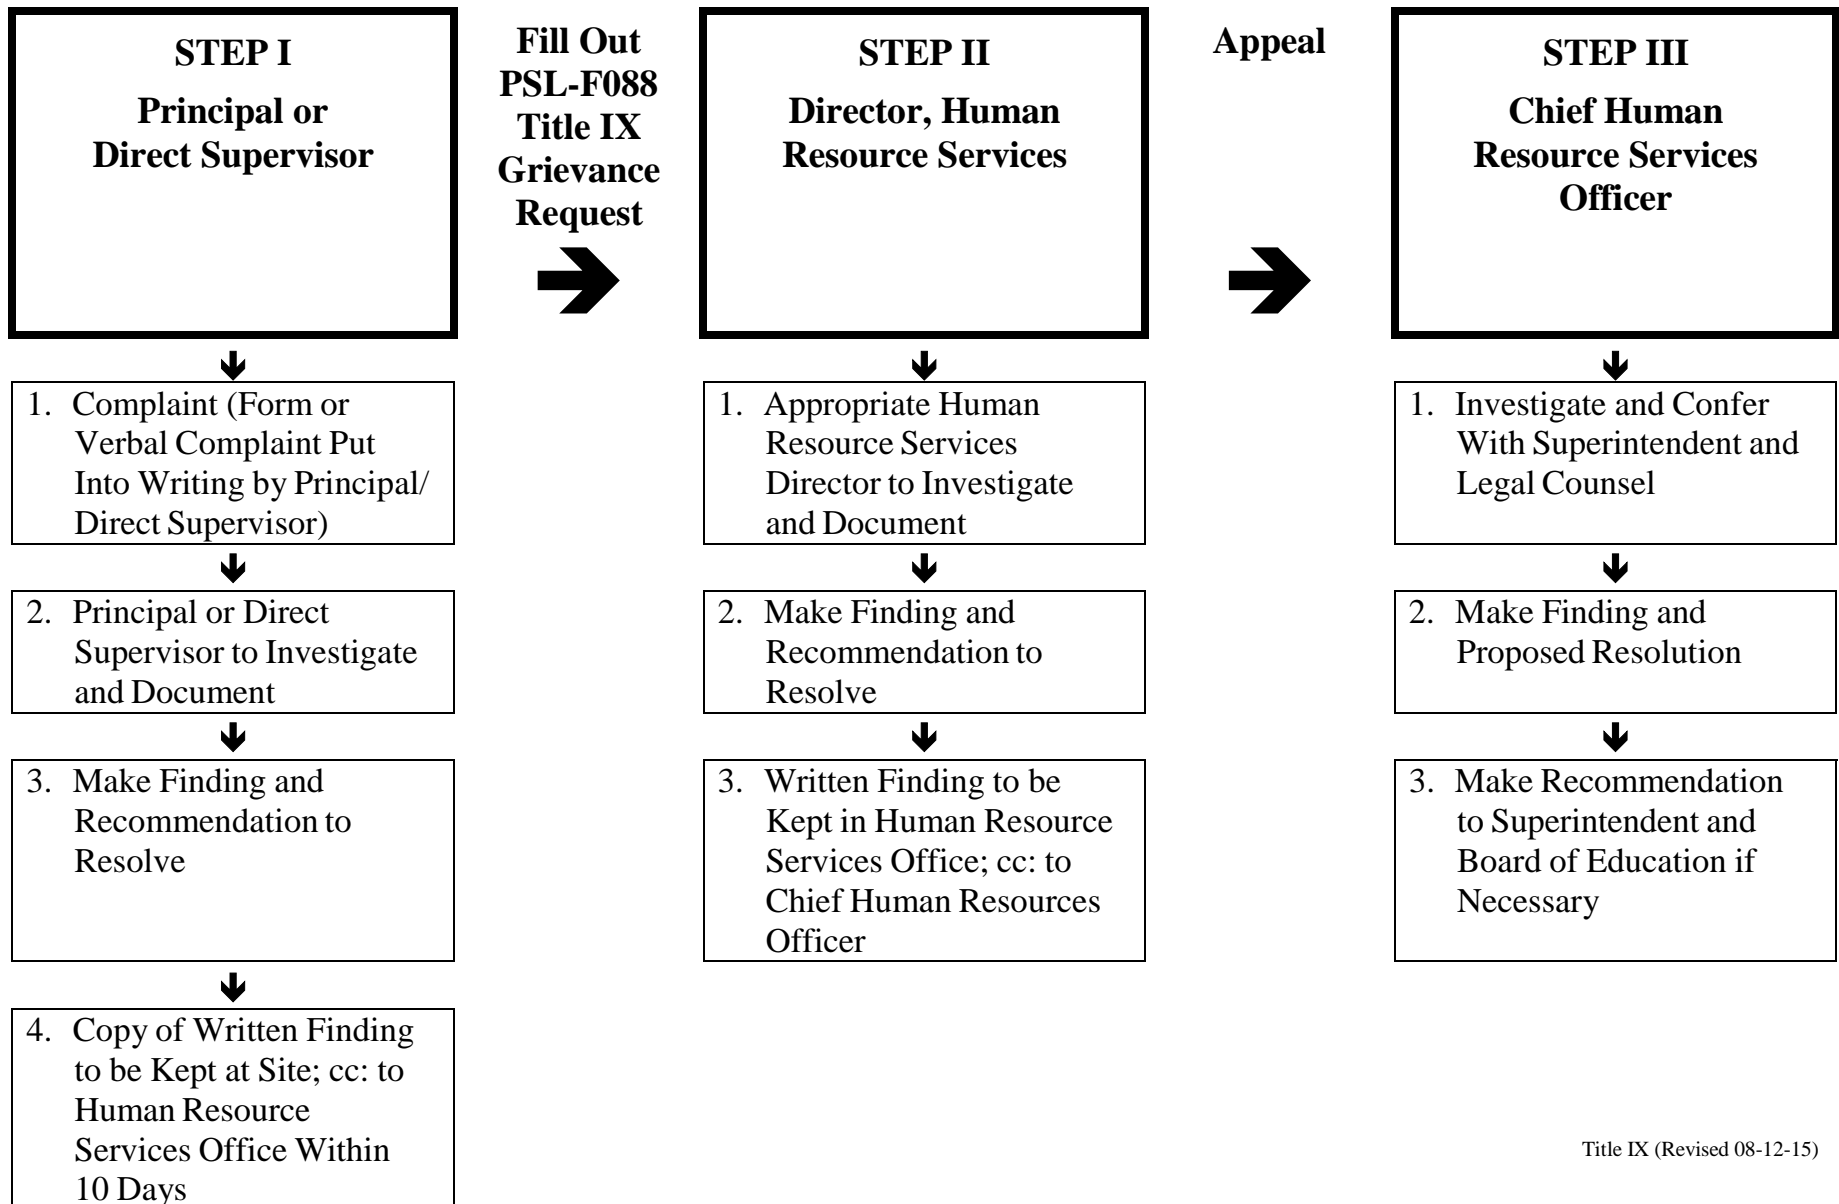 STEP I
Principal or
Direct Supervisor
Fill Out
PSL-F088
Title IX
Grievance
Request
STEP II
Director, Human
Resource Services
Appeal
STEP III
Chief Human
Resource Services
Officer
1. Complaint (Form or
Verbal Complaint Put
Into Writing by Principal/
Direct Supervisor)
2. Principal or Direct
Supervisor to Investigate
and Document
3. Make Finding and
Recommendation to
Resolve
4. Copy of Written Finding
to be Kept at Site; cc: to
Human Resource
Services Office Within
10 Days
1. Appropriate Human
Resource Services
Director to Investigate
and Document
2. Make Finding and
Recommendation to
Resolve
3. Written Finding to be
Kept in Human Resource
Services Office; cc: to
Chief Human Resources
Officer
1. Investigate and Confer
With Superintendent and
Legal Counsel
2. Make Finding and
Proposed Resolution
3. Make Recommendation
to Superintendent and
Board of Education if
Necessary
Title IX (Revised 08-12-15)